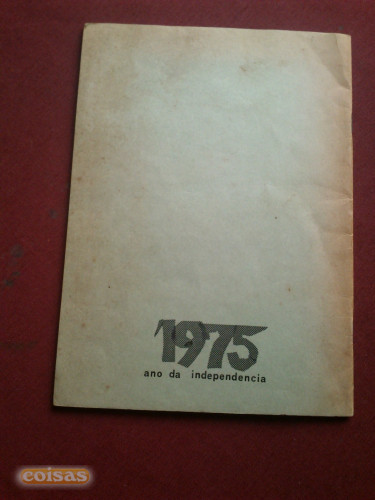 1975
ano da independencia
coisas